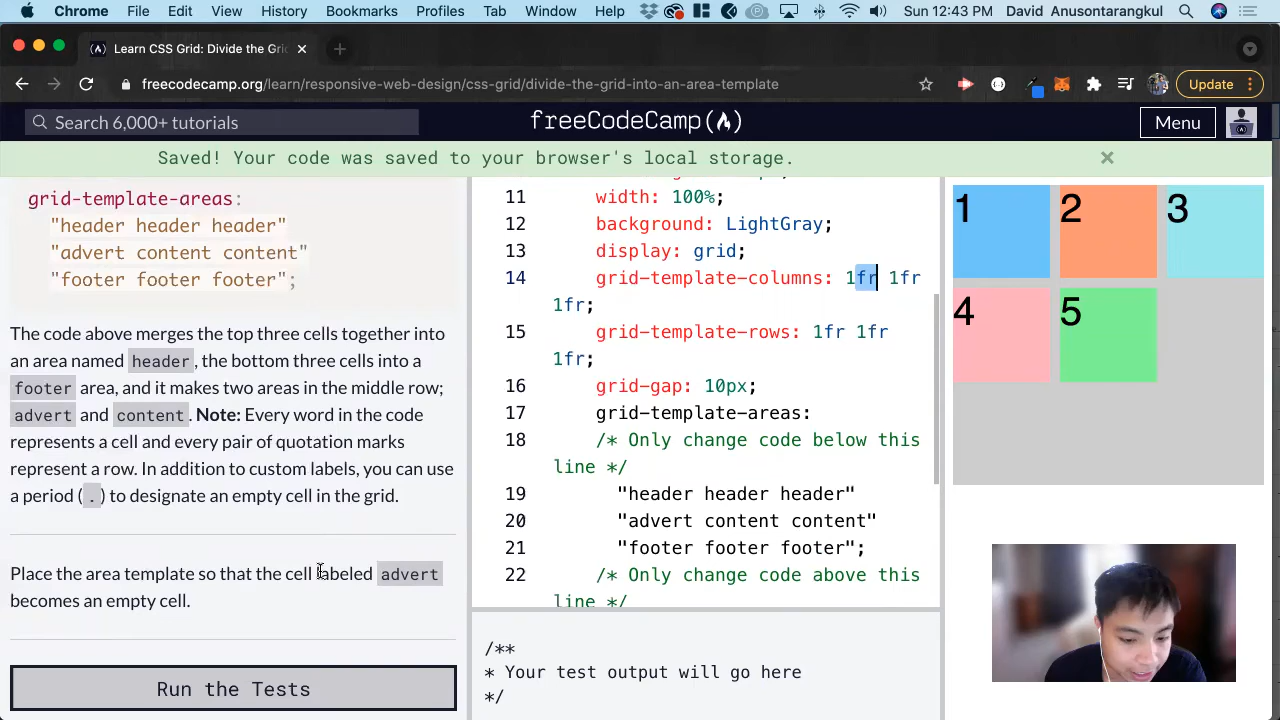 Chrome File Edit View History Bookmarks Profiles Tab Window Help Sun 12:43 PM David Anusontarangkul
Learn CSS Grid: Divide the Gri
freecodecamp.org/learn/responsive-web-design/css-grid/divide-the-grid-into-an-area-template
Update
Search 6,000+ tutorials
freeCodeCamp
Menu
Saved! Your code was saved to your browser's local storage.
grid-template-areas:
"header header header"
"advert content content"
"footer footer footer";
The code above merges the top three cells together into
an area named header, the bottom three cells into a
footer area, and it makes two areas in the middle row;
advert and content. Note: Every word in the code
represents a cell and every pair of quotation marks
represent a row. In addition to custom labels, you can use
a period (.) to designate an empty cell in the grid.
Place the area template so that the cell labeled advert
becomes an empty cell.
Run the Tests
11 width: 100%;
12 background: LightGray;
13 display: grid;
14 grid-template-columns: 1fr 1fr
1fr;
15 grid-template-rows: 1fr 1fr
1fr;
16 grid-gap: 10px;
17 grid-template-areas:
18 /* Only change code below this
line */
19 "header header header"
20 "advert content content"
21 "footer footer footer";
22 /* Only change code above this
line */
/**
* Your test output will go here
*/
1 2 3
4 5